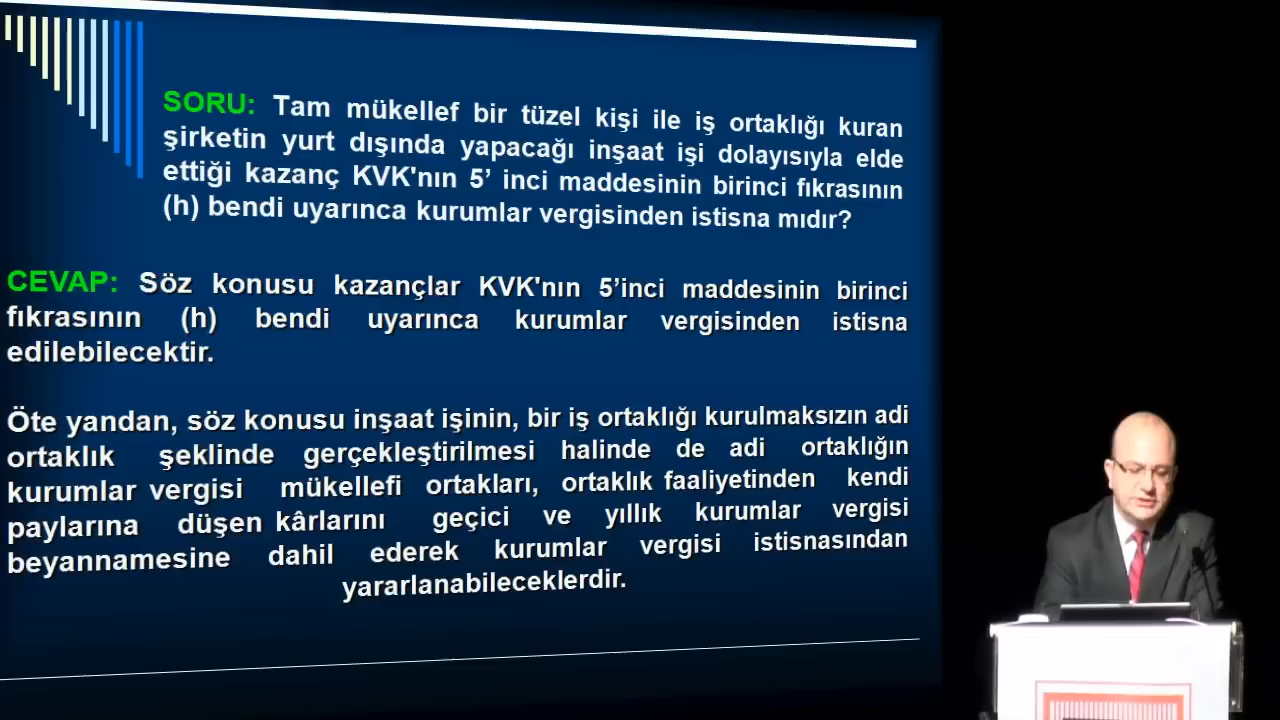 SORU: Tam mükellef bir tüzel kişi ile iş ortaklığı kuran
şirketin yurt dışında yapacağı inşaat işi dolayısıyla elde
ettiği kazanç KVK'nın 5’ inci maddesinin birinci fıkrasının
(h) bendi uyarınca kurumlar vergisinden istisna mıdır?
CEVAP: Söz konusu kazançlar KVK'nın 5’inci maddesinin birinci
fıkrasının (h) bendi uyarınca kurumlar vergisinden istisna
edilebilecektir.
Öte yandan, söz konusu inşaat işinin, bir iş ortaklığı kurulmaksızın adi
ortaklık şeklinde gerçekleştirilmesi halinde de adi ortaklığın
kurumlar vergisi mükellefi ortakları, ortaklık faaliyetinden kendi
paylarına düşen kârlarını geçici ve yıllık kurumlar vergisi
beyannamesine dahil ederek kurumlar vergisi istisnasından
yararlanabileceklerdir.